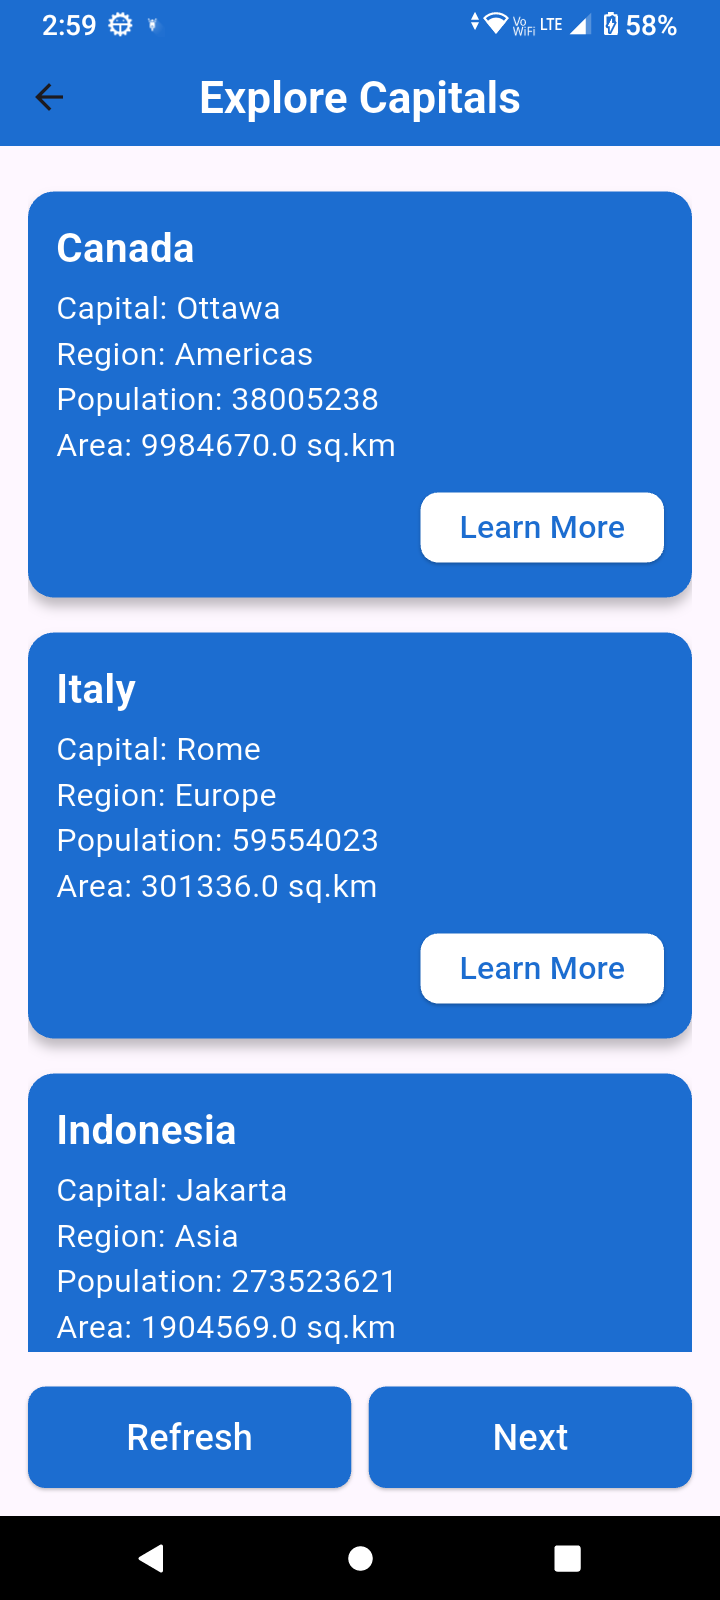 2:59
Vo WiFi LTE 58%
Explore Capitals
Canada
Capital: Ottawa
Region: Americas
Population: 38005238
Area: 9984670.0 sq.km
Learn More
Italy
Capital: Rome
Region: Europe
Population: 59554023
Area: 301336.0 sq.km
Learn More
Indonesia
Capital: Jakarta
Region: Asia
Population: 273523621
Area: 1904569.0 sq.km
Refresh
Next